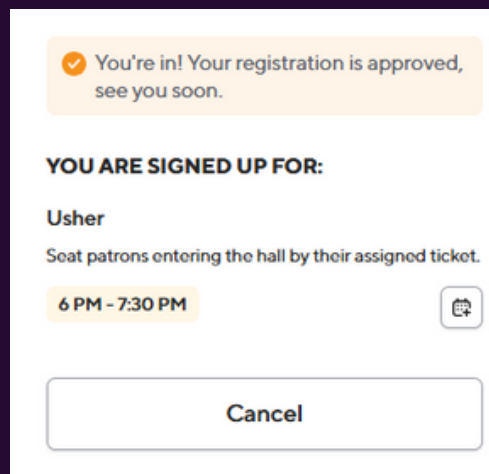 You're in! Your registration is approved,
see you soon.
YOU ARE SIGNED UP FOR:
Usher
Seat patrons entering the hall by their assigned ticket.
6 PM - 7:30 PM
Cancel